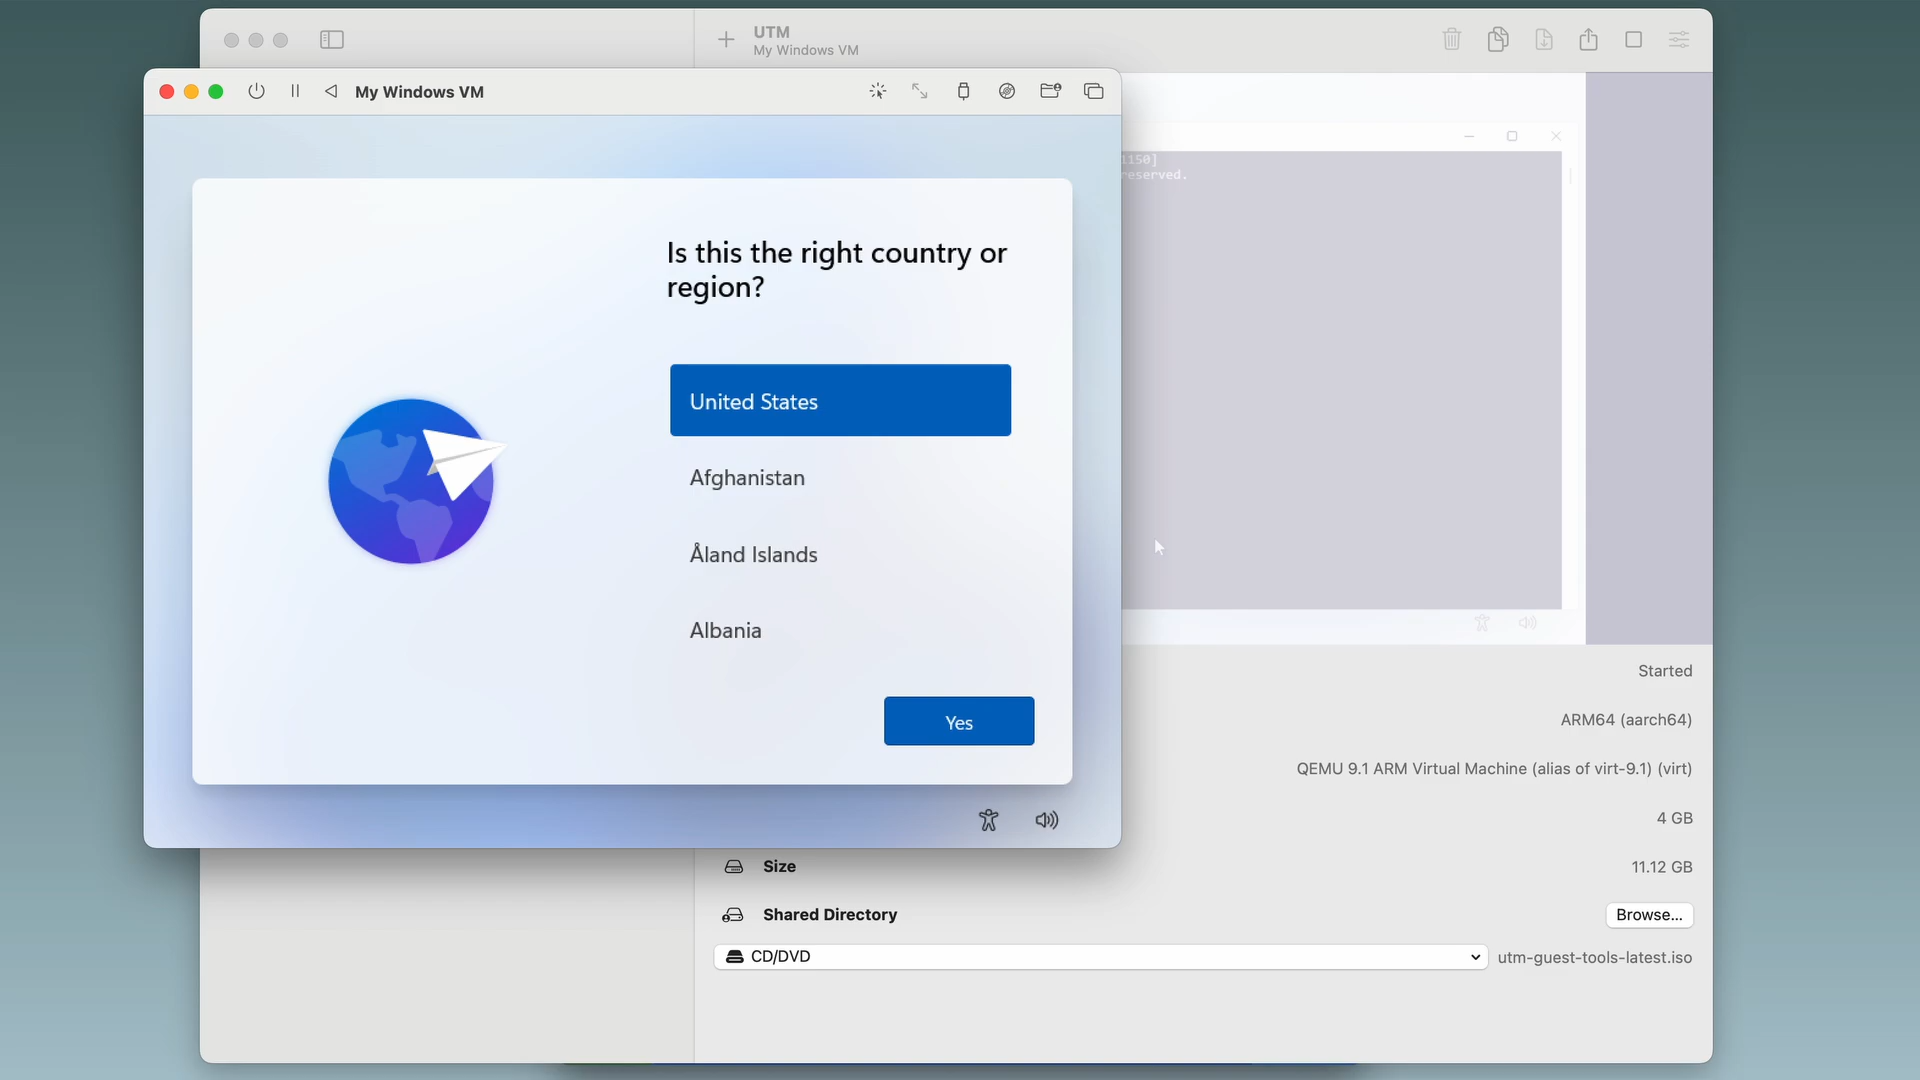 UTM
My Windows VM
My Windows VM
1150]
reserved.
Is this the right country or
region?
United States
Afghanistan
Åland Islands
Albania
Yes
Started
ARM64 (aarch64)
QEMU 9.1 ARM Virtual Machine (alias of virt-9.1) (virt)
4 GB
Size 11.12 GB
Shared Directory Browse...
CD/DVD utm-guest-tools-latest.iso